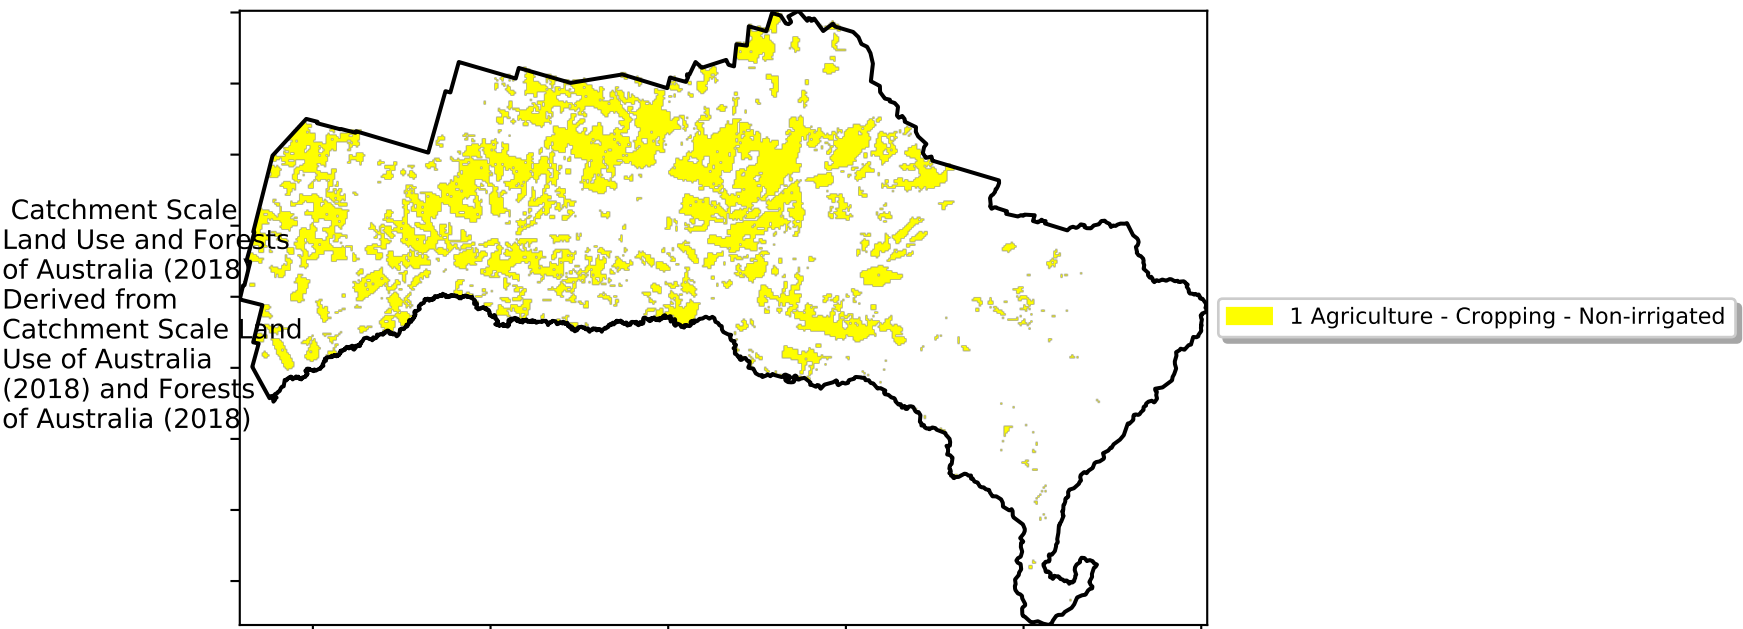 Catchment Scale
Land Use and Forests
of Australia (2018)
Derived from
Catchment Scale Land
Use of Australia
(2018) and Forests
of Australia (2018)
1 Agriculture - Cropping - Non-irrigated